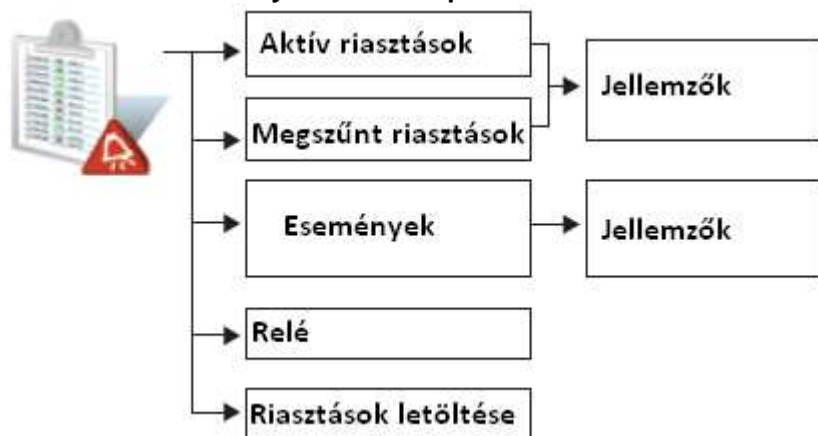 Aktív riasztások
Jellemzők
Megszűnt riasztások
Események
Jellemzők
Relé
Riasztások letöltése